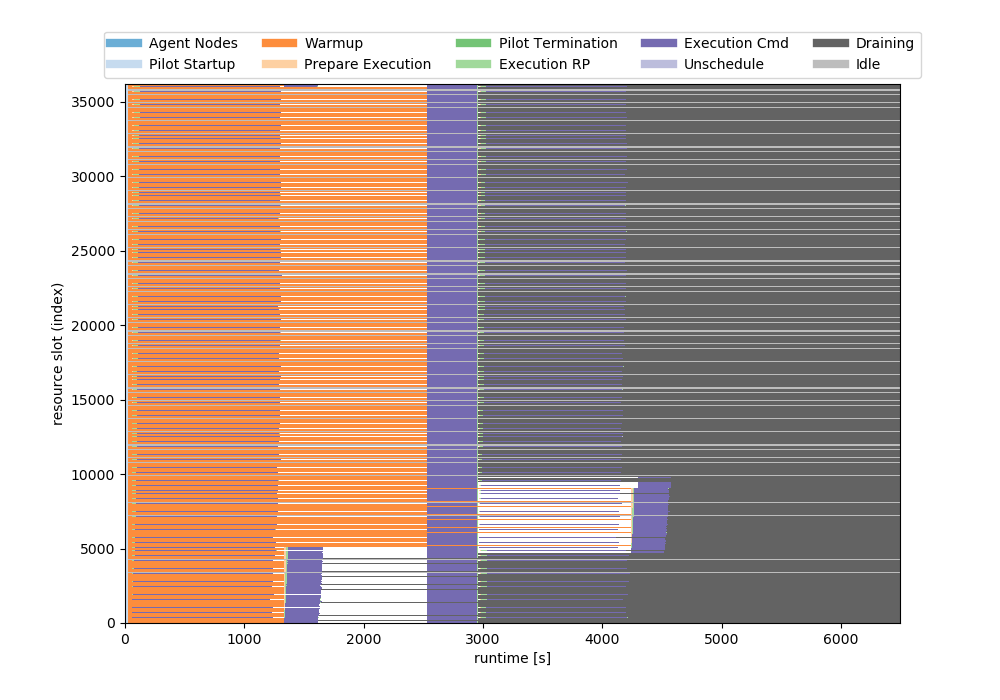 Agent Nodes Warmup Pilot Termination Execution Cmd Draining
Pilot Startup Prepare Execution Execution RP Unschedule Idle
35000
30000
25000
20000
15000
10000
5000
0
0 1000 2000 3000 4000 5000 6000
runtime [s]
resource slot (index)